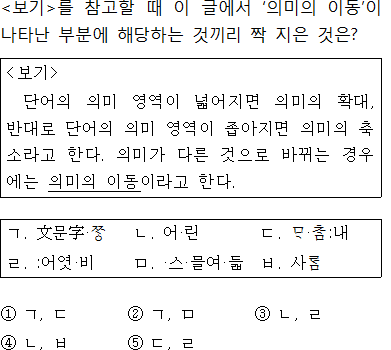 <보기>를 참고할 때 이 글에서 ‘의미의 이동’이
나타난 부분에 해당하는 것끼리 짝 지은 것은?
<보기>
단어의 의미 영역이 넓어지면 의미의 확대,
반대로 단어의 의미 영역이 좁아지면 의미의 축
소라고 한다. 의미가 다른 것으로 바뀌는 경우
에는 의미의 이동이라고 한다.
ㄱ. 文문字·ᄍᆞᆼ ㄴ. 어·린 ㄷ. ᄆᆞ·ᄎᆞᆷ:내
ㄹ. :어엿·비 ㅁ. ·스·믈여·듧 ㅂ. 사ᄅᆞᆷ
① ㄱ, ㄷ ② ㄱ, ㅁ ③ ㄴ, ㄹ
④ ㄴ, ㅂ ⑤ ㄷ, ㄹ